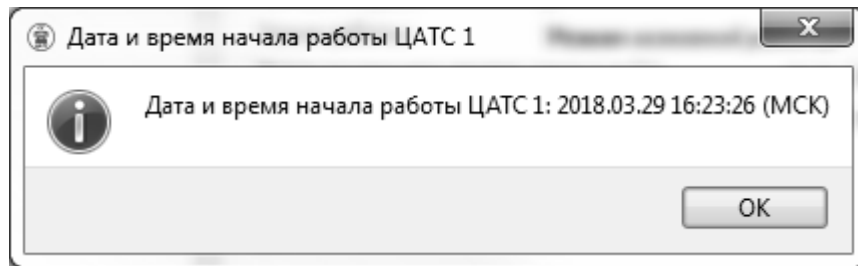 Дата и время начала работы ЦАТС 1
Дата и время начала работы ЦАТС 1: 2018.03.29 16:23:26 (МСК)
OK